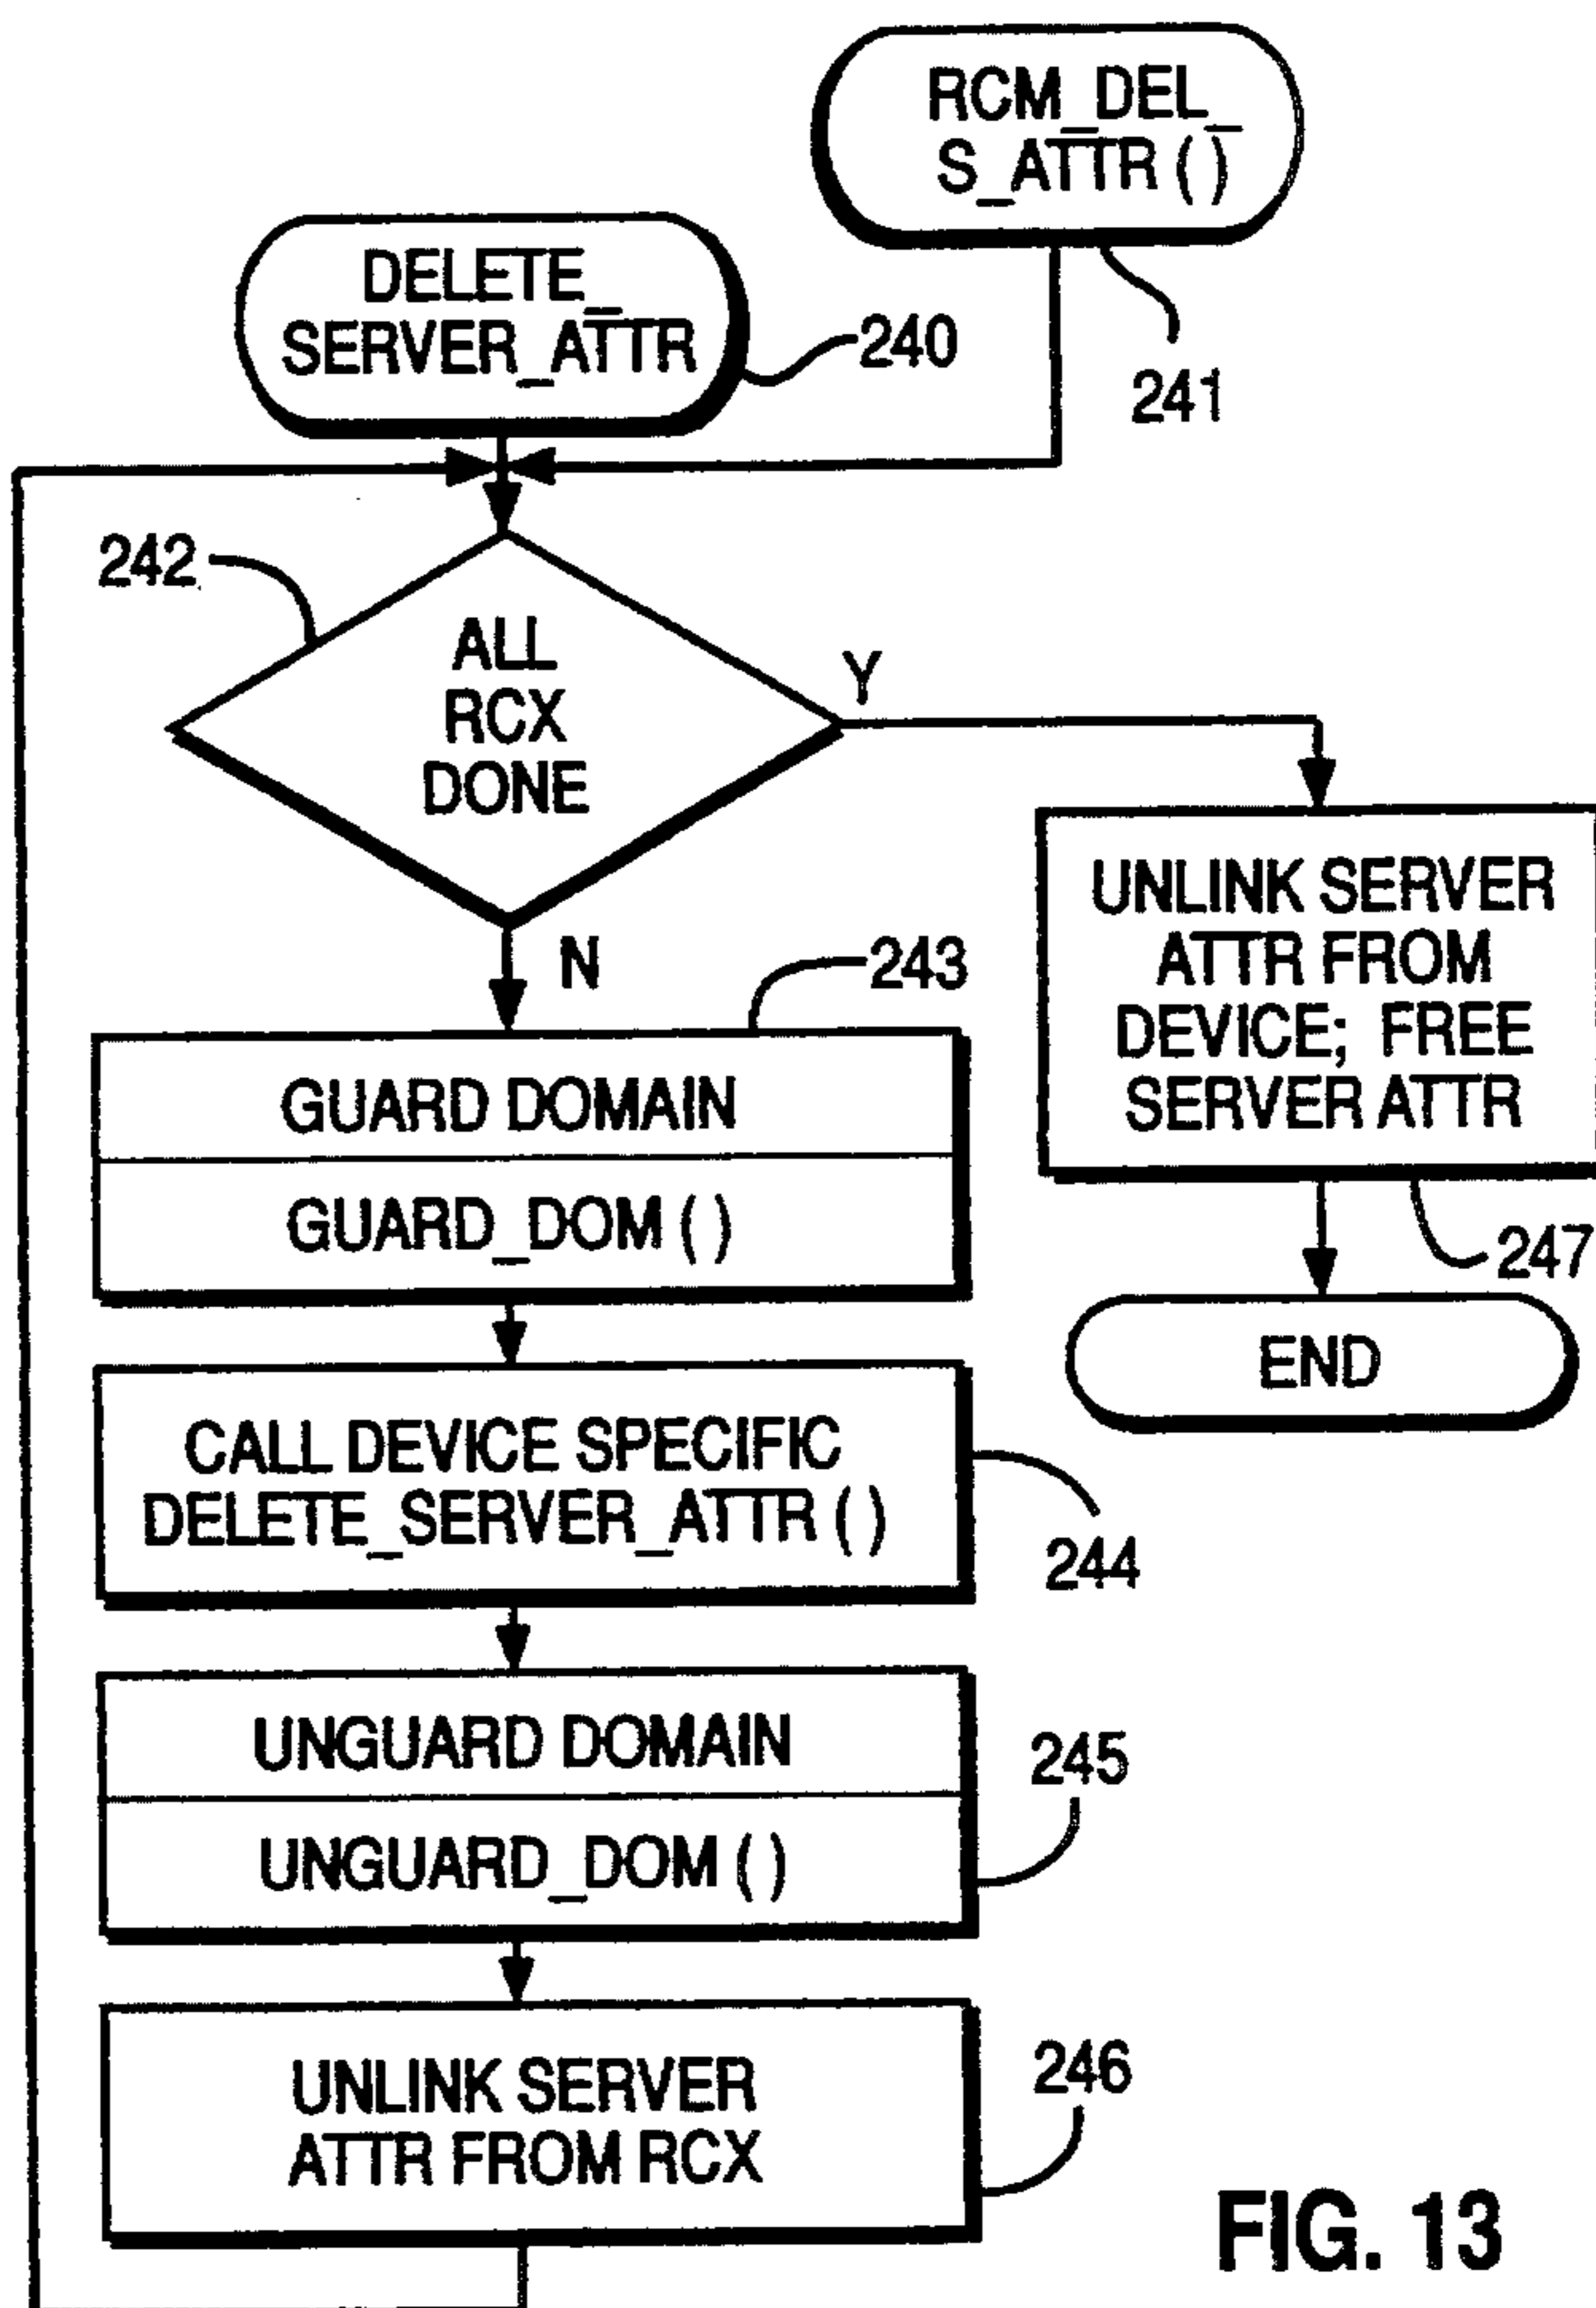 RCM_DEL_
S_ATTR ( )
DELETE_
SERVER_ATTR
240
241
242
ALL
RCX
DONE
Y
N
243
GUARD DOMAIN
GUARD_DOM ( )
UNLINK SERVER
ATTR FROM
DEVICE; FREE
SERVER ATTR
247
END
CALL DEVICE SPECIFIC
DELETE_SERVER_ATTR ( )
244
UNGUARD DOMAIN
UNGUARD_DOM ( )
245
UNLINK SERVER
ATTR FROM RCX
246
FIG. 13